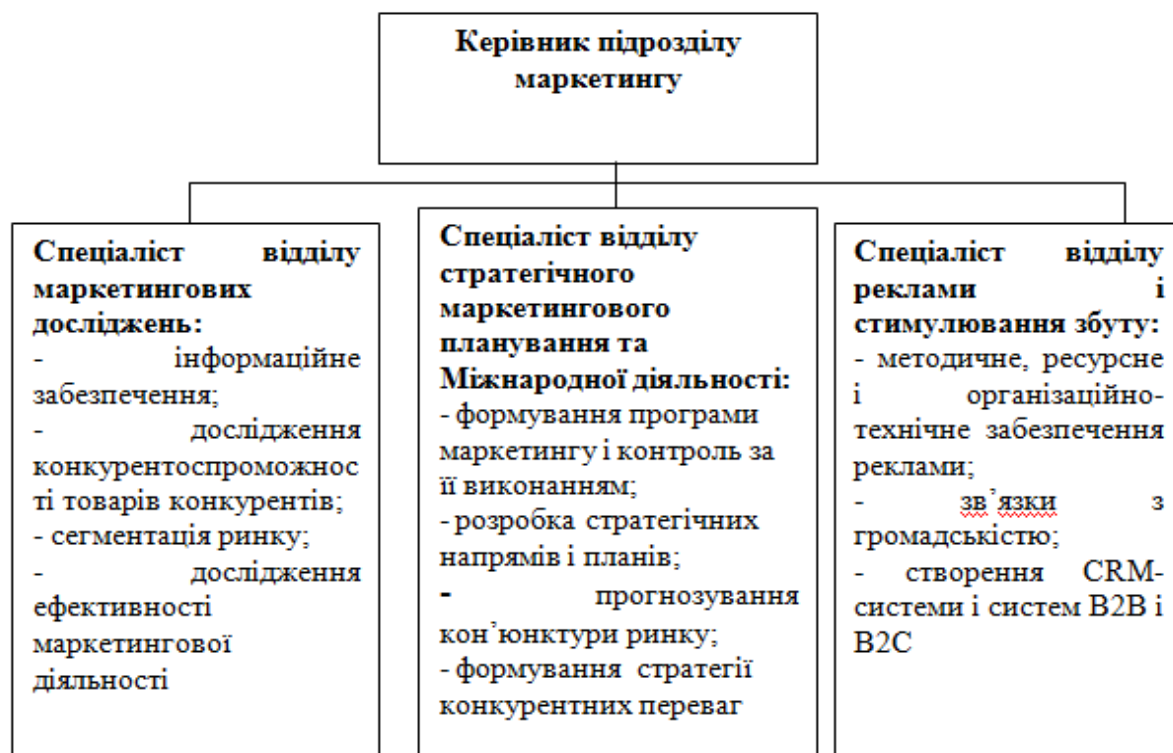 Керівник підрозділу
маркетингу
Спеціаліст відділу
маркетингових
досліджень:
- інформаційне
забезпечення;
- дослідження
конкурентоспроможнос
ті товарів конкурентів;
- сегментація ринку;
- дослідження
ефективності
маркетингової
діяльності
Спеціаліст відділу
стратегічного
маркетингового
планування та
Міжнародної діяльності:
- формування програми
маркетингу і контроль за
її виконанням;
- розробка стратегічних
напрямів і планів;
- прогнозування
кон’юнктури ринку;
- формування стратегії
конкурентних переваг
Спеціаліст відділу
реклами і
стимулювання збуту:
- методичне, ресурсне
і організаційно-
технічне забезпечення
реклами;
- зв’язки з
громадськістю;
- створення CRM-
системи і систем B2B і
B2C